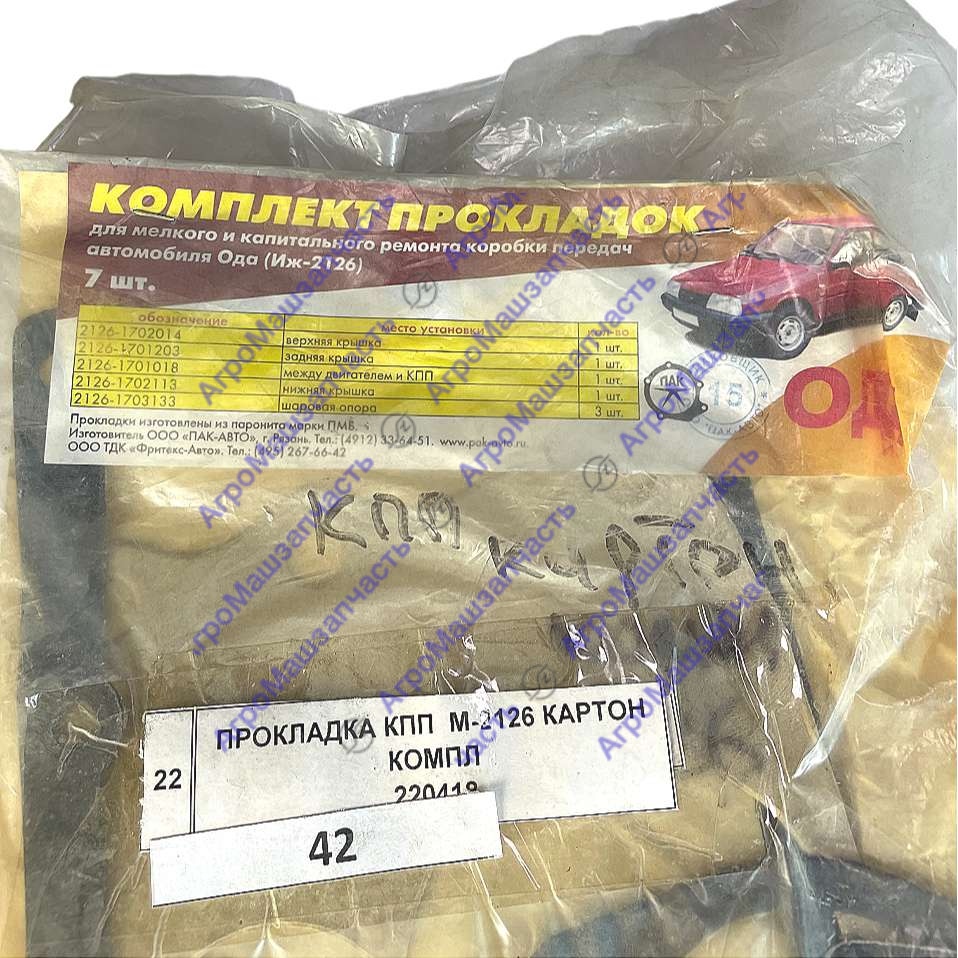 КОМПЛЕКТ ПРОКЛАДОК
для мелкого и капитального ремонта коробки передач
автомобиля Ода (Иж-2126)
7 шт.
обозначение место установки кол-во
2126-1702014 верхняя крышка 1 шт.
2126-1701203 задняя крышка 1 шт.
2126-1701018 между двигателем и КПП 1 шт.
2126-1702113 нижняя крышка 1 шт.
2126-1703133 шаровая опора 3 шт.
Прокладки изготовлены из паронита марки ПМБ.
Изготовитель ООО «ПАК-АВТО», г. Рязань. Тел.: (4912) 33-64-51. www.pak-avto.ru
ООО ТДК «Фритекс-Авто». Тел.: (495) 267-66-42
ПАК
15
ОД
КПП
картон
22 ПРОКЛАДКА КПП М-2126 КАРТОН
КОМПЛ
220418
42
АгроМашзапчасть